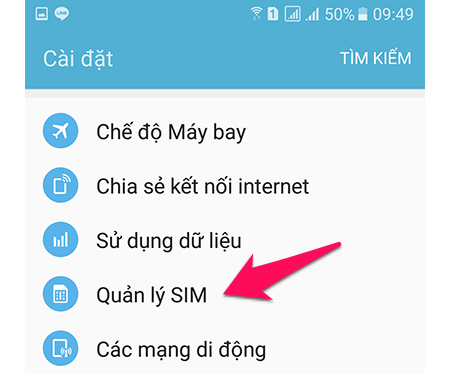 LINE 1 50% 09:49
Cài đặt TÌM KIẾM
Chế độ Máy bay
Chia sẻ kết nối internet
Sử dụng dữ liệu
Quản lý SIM
Các mạng di động